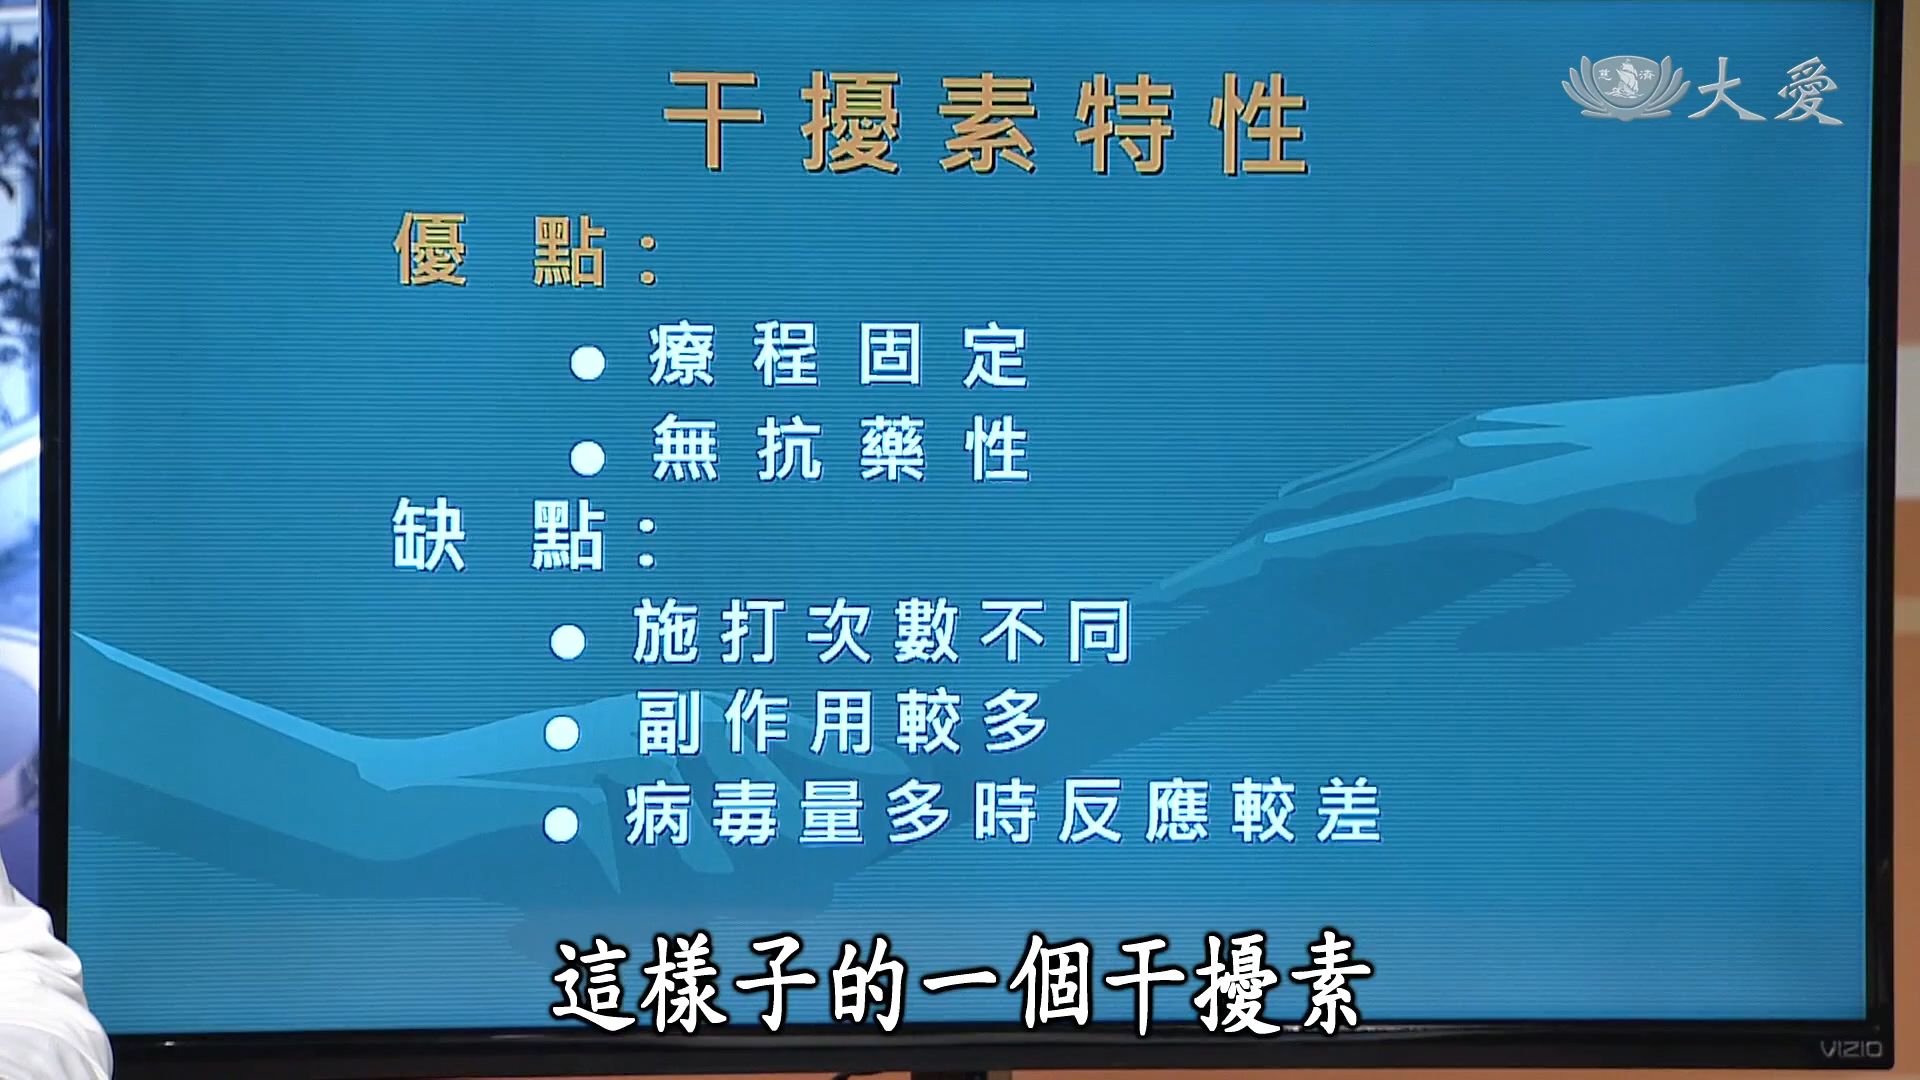 慈濟
大愛
干擾素特性
優點：
• 療程固定
• 無抗藥性
缺點：
• 施打次數不同
• 副作用較多
• 病毒量多時反應較差
這樣子的一個干擾素
VIZIO